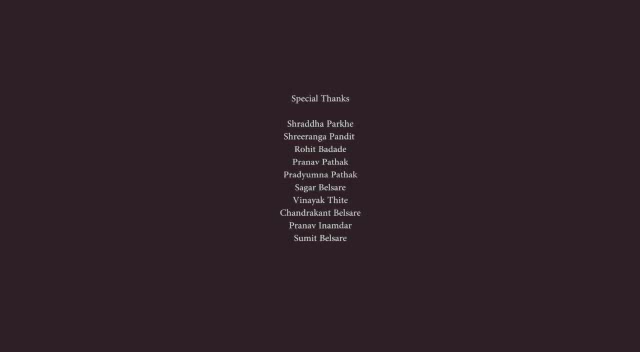 Special Thanks
Shraddha Parkhe
Shreeranga Pandit
Rohit Badade
Pranav Pathak
Pradyumna Pathak
Sagar Belsare
Vinayak Thite
Chandrakant Belsare
Pranav Inamdar
Sumit Belsare